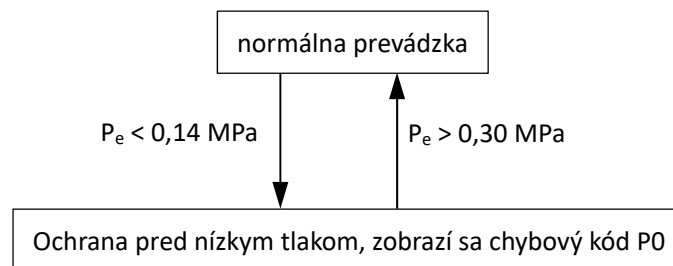 normálna prevádzka
Pₑ < 0,14 MPa
Pₑ > 0,30 MPa
Ochrana pred nízkym tlakom, zobrazí sa chybový kód P0